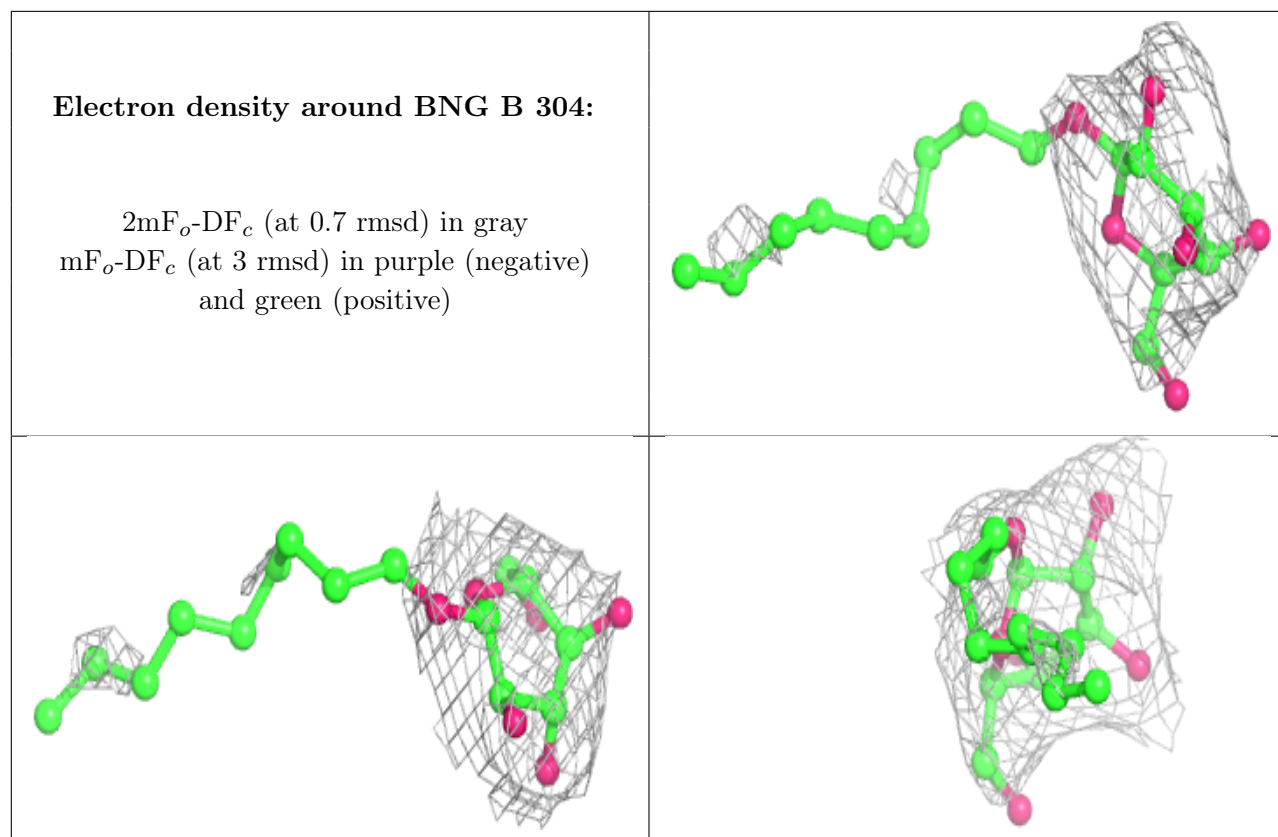 Electron density around BNG B 304:
2mFo-DFc (at 0.7 rmsd) in gray
mFo-DFc (at 3 rmsd) in purple (negative)
and green (positive)